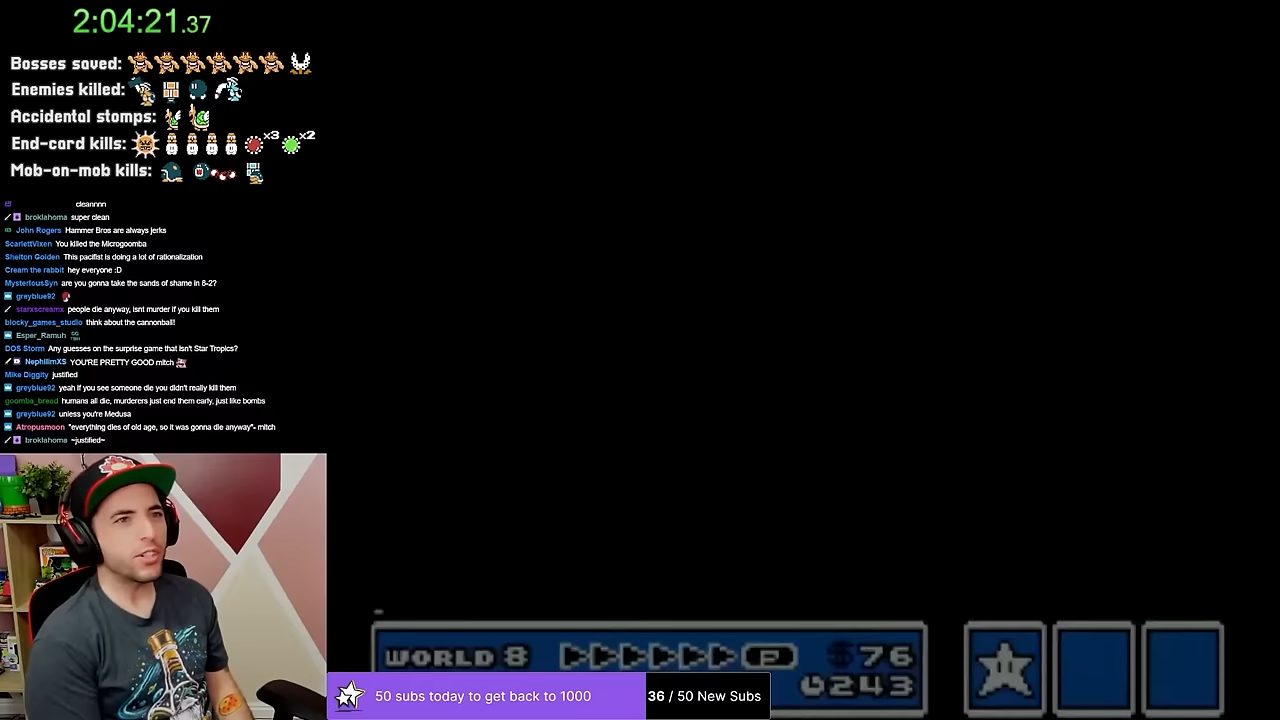 2:04:21.37
Bosses saved:
Enemies killed:
Accidental stomps:
End-card kills: x3 x2
Mob-on-mob kills:
cleannnn
broklahoma super clean
John Rogers Hammer Bros are always jerks
ScarlettVixen You killed the Microgoomba
Shelton Golden This pacifist is doing a lot of rationalization
Cream the rabbit hey everyone :D
MysteriousSyn are you gonna take the sands of shame in 8-2?
greyblue92
starxscreamx people die anyway, isnt murder if you kill them
blocky_games_studio think about the cannonball!
Esper_Ramuh
DOS Storm Any guesses on the surprise game that isn't Star Tropics?
NephilimXS YOU'RE PRETTY GOOD mitch
Mike Diggity justified
greyblue92 yeah if you see someone die you didn't really kill them
goomba_bread humans all die, murderers just end them early, just like bombs
greyblue92 unless you're Medusa
Atropusmoon "everything dies of old age, so it was gonna die anyway"- mitch
broklahoma ~justified~
WORLD 8 P $76
0243
50 subs today to get back to 1000
36 / 50 New Subs